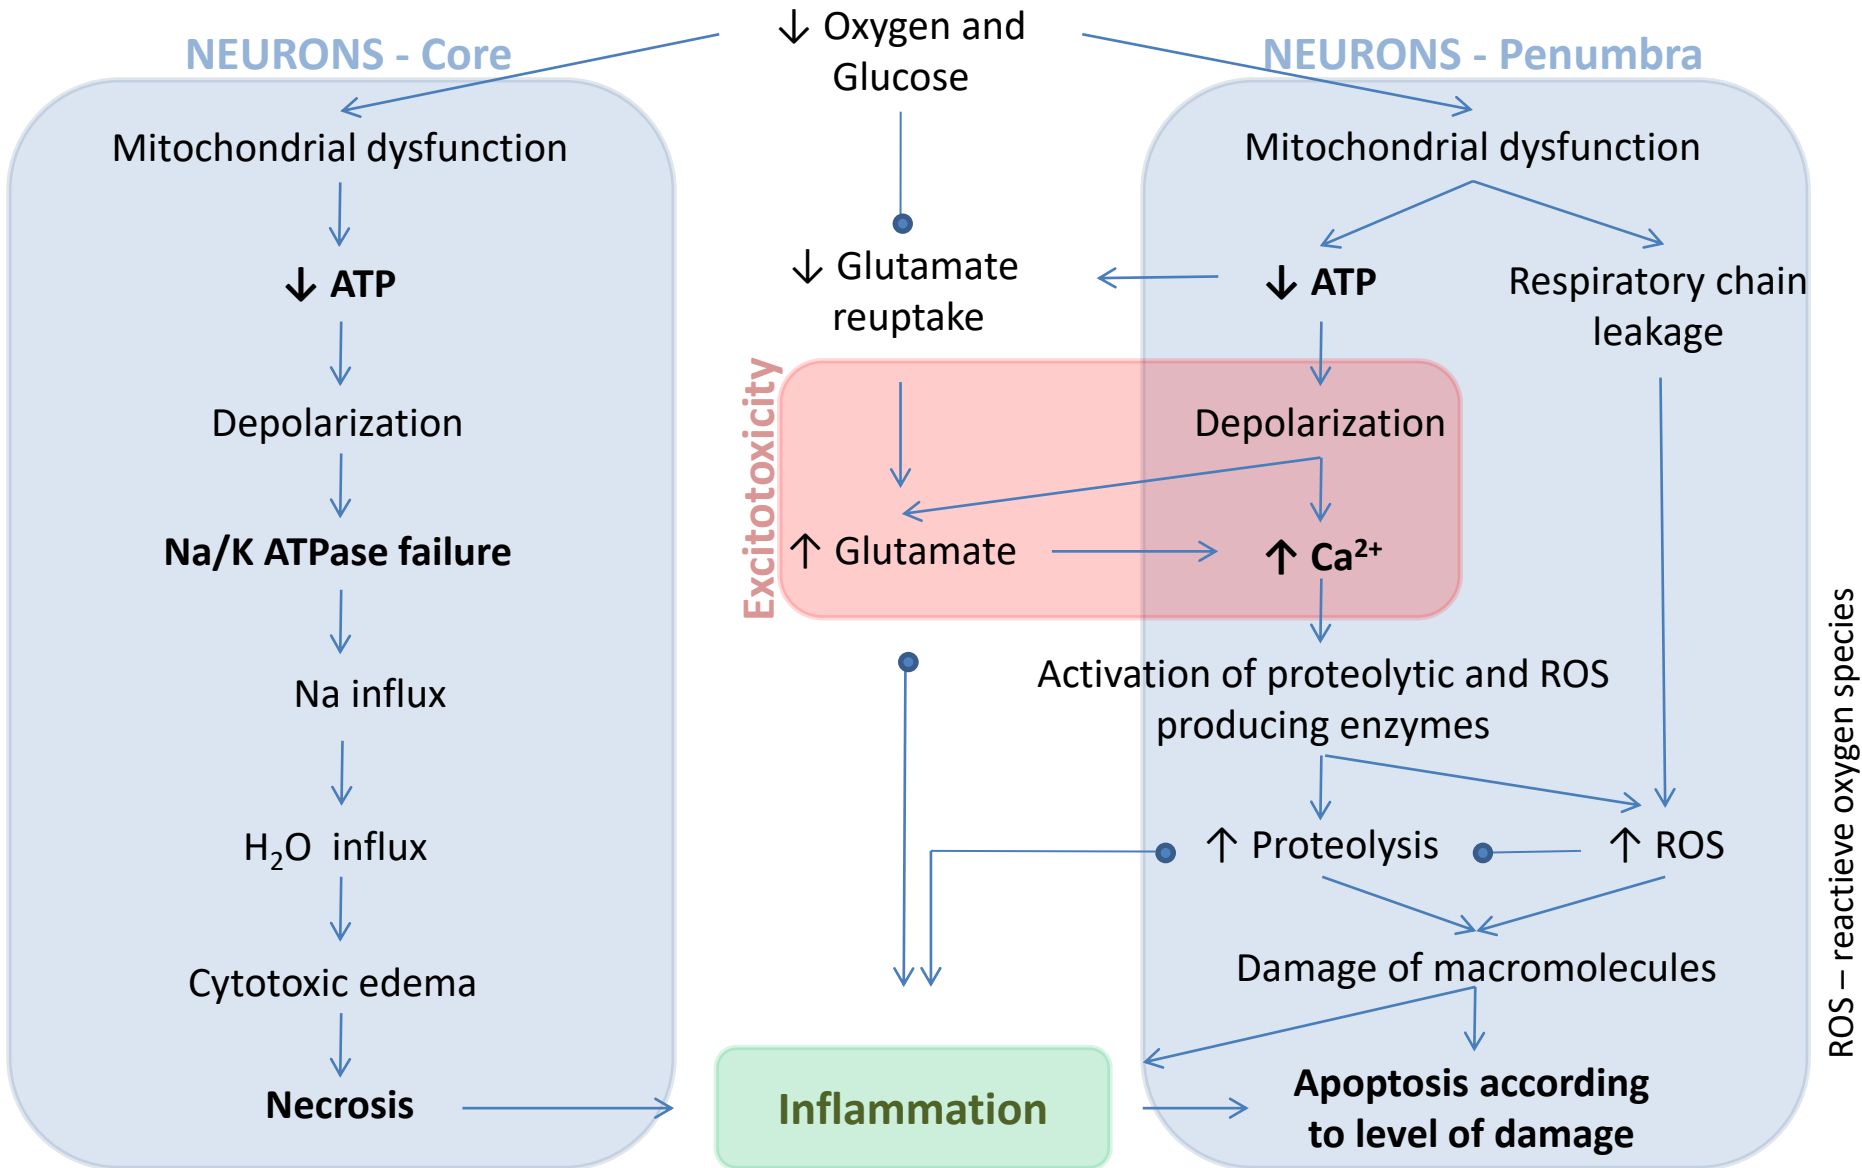 ↓ Oxygen and
Glucose
NEURONS - Core
Mitochondrial dysfunction
↓ ATP
Depolarization
Na/K ATPase failure
Na influx
H₂O influx
Cytotoxic edema
Necrosis
↓ Glutamate
reuptake
Excitotoxicity
↑ Glutamate
Inflammation
NEURONS - Penumbra
Mitochondrial dysfunction
↓ ATP
Respiratory chain
leakage
Depolarization
↑ Ca²⁺
Activation of proteolytic and ROS
producing enzymes
↑ Proteolysis
↑ ROS
Damage of macromolecules
Apoptosis according
to level of damage
ROS – reactieve oxygen species